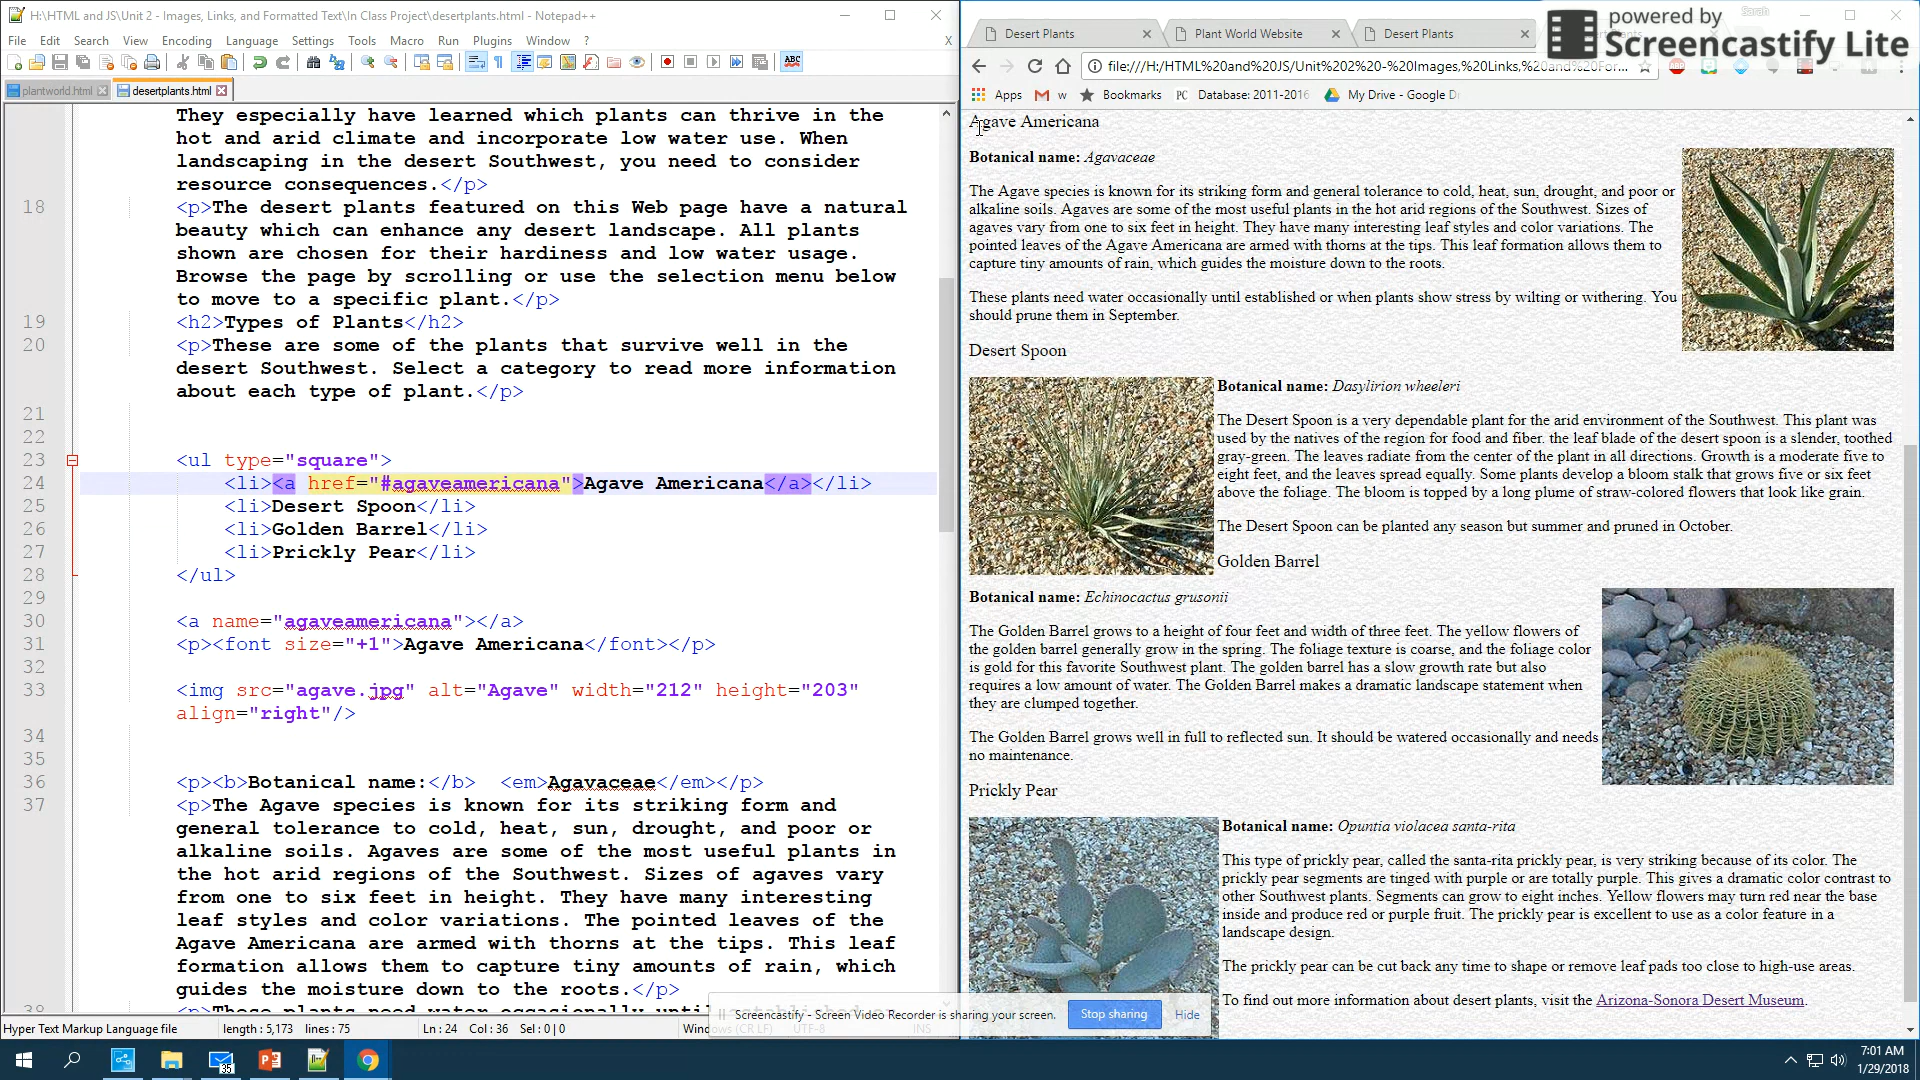 H:\HTML and JS\Unit 2 - Images, Links, and Formatted Text\In Class Project\desertplants.html - Notepad++
File Edit Search View Encoding Language Settings Tools Macro Run Plugins Window ? X
plantworld.html desertplants.html
They especially have learned which plants can thrive in the
hot and arid climate and incorporate low water use. When
landscaping in the desert Southwest, you need to consider
resource consequences.</p>
18 <p>The desert plants featured on this Web page have a natural
beauty which can enhance any desert landscape. All plants
shown are chosen for their hardiness and low water usage.
Browse the page by scrolling or use the selection menu below
to move to a specific plant.</p>
19 <h2>Types of Plants</h2>
20 <p>These are some of the plants that survive well in the
desert Southwest. Select a category to read more information
about each type of plant.</p>
21
22
23 <ul type="square">
24 <li><a href="#agaveamericana">Agave Americana</a></li>
25 <li>Desert Spoon</li>
26 <li>Golden Barrel</li>
27 <li>Prickly Pear</li>
28 </ul>
29
30 <a name="agaveamericana"></a>
31 <p><font size="+1">Agave Americana</font></p>
32
33 <img src="agave.jpg" alt="Agave" width="212" height="203"
align="right"/>
34
35
36 <p><b>Botanical name:</b> <em>Agavaceae</em></p>
37 <p>The Agave species is known for its striking form and
general tolerance to cold, heat, sun, drought, and poor or
alkaline soils. Agaves are some of the most useful plants in
the hot arid regions of the Southwest. Sizes of agaves vary
from one to six feet in height. They have many interesting
leaf styles and color variations. The pointed leaves of the
Agave Americana are armed with thorns at the tips. This leaf
formation allows them to capture tiny amounts of rain, which
guides the moisture down to the roots.</p>
38 <p>These plants need water occasionally until
Hyper Text Markup Language file length : 5,173 lines : 75 Ln : 24 Col : 36 Sel : 0 | 0 Windows (CR LF) UTF-8 INS
Desert Plants Plant World Website Desert Plants
Sarah
powered by
Screencastify Lite
file:///H:/HTML%20and%20JS/Unit%202%20-%20Images,%20Links,%20and%20For...
Apps w Bookmarks PC Database: 2011-2016 My Drive - Google D
Agave Americana
Botanical name: Agavaceae
The Agave species is known for its striking form and general tolerance to cold, heat, sun, drought, and poor or
alkaline soils. Agaves are some of the most useful plants in the hot arid regions of the Southwest. Sizes of
agaves vary from one to six feet in height. They have many interesting leaf styles and color variations. The
pointed leaves of the Agave Americana are armed with thorns at the tips. This leaf formation allows them to
capture tiny amounts of rain, which guides the moisture down to the roots.
These plants need water occasionally until established or when plants show stress by wilting or withering. You
should prune them in September.
Desert Spoon
Botanical name: Dasylirion wheeleri
The Desert Spoon is a very dependable plant for the arid environment of the Southwest. This plant was
used by the natives of the region for food and fiber. the leaf blade of the desert spoon is a slender, toothed
gray-green. The leaves radiate from the center of the plant in all directions. Growth is a moderate five to
eight feet, and the leaves spread equally. Some plants develop a bloom stalk that grows five or six feet
above the foliage. The bloom is topped by a long plume of straw-colored flowers that look like grain.
The Desert Spoon can be planted any season but summer and pruned in October.
Golden Barrel
Botanical name: Echinocactus grusonii
The Golden Barrel grows to a height of four feet and width of three feet. The yellow flowers of
the golden barrel generally grow in the spring. The foliage texture is coarse, and the foliage color
is gold for this favorite Southwest plant. The golden barrel has a slow growth rate but also
requires a low amount of water. The Golden Barrel makes a dramatic landscape statement when
they are clumped together.
The Golden Barrel grows well in full to reflected sun. It should be watered occasionally and needs
no maintenance.
Prickly Pear
Botanical name: Opuntia violacea santa-rita
This type of prickly pear, called the santa-rita prickly pear, is very striking because of its color. The
prickly pear segments are tinged with purple or are totally purple. This gives a dramatic color contrast to
other Southwest plants. Segments can grow to eight inches. Yellow flowers may turn red near the base
inside and produce red or purple fruit. The prickly pear is excellent to use as a color feature in a
landscape design.
The prickly pear can be cut back any time to shape or remove leaf pads too close to high-use areas.
To find out more information about desert plants, visit the Arizona-Sonora Desert Museum.
Screencastify - Screen Video Recorder is sharing your screen. Stop sharing Hide
35
7:01 AM
1/29/2018